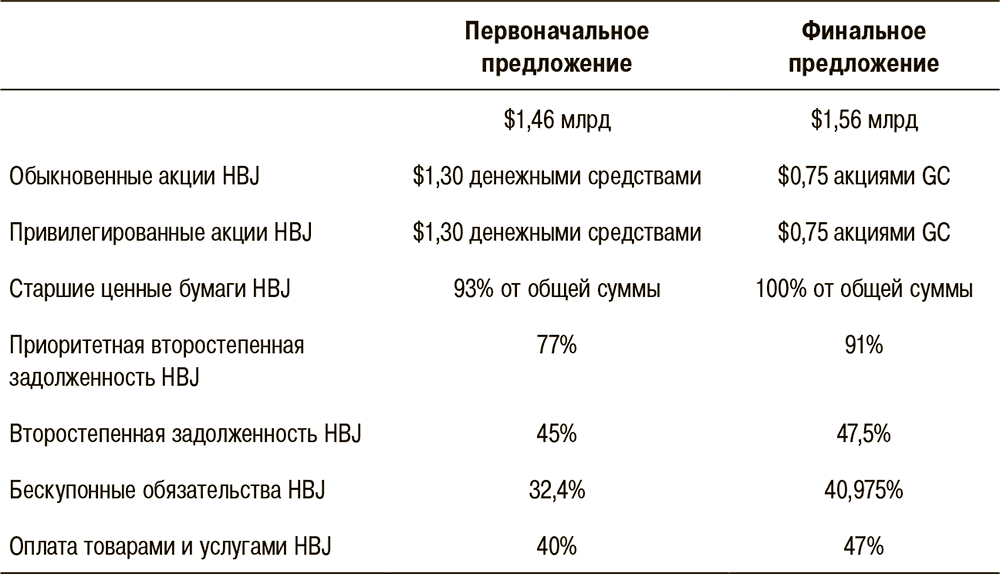 Первоначальное предложение
Финальное предложение
$1,46 млрд $1,56 млрд
Обыкновенные акции HBJ $1,30 денежными средствами $0,75 акциями GC
Привилегированные акции HBJ $1,30 денежными средствами $0,75 акциями GC
Старшие ценные бумаги HBJ 93% от общей суммы 100% от общей суммы
Приоритетная второстепенная 77% 91%
задолженность HBJ
Второстепенная задолженность HBJ 45% 47,5%
Бескупонные обязательства HBJ 32,4% 40,975%
Оплата товарами и услугами HBJ 40% 47%